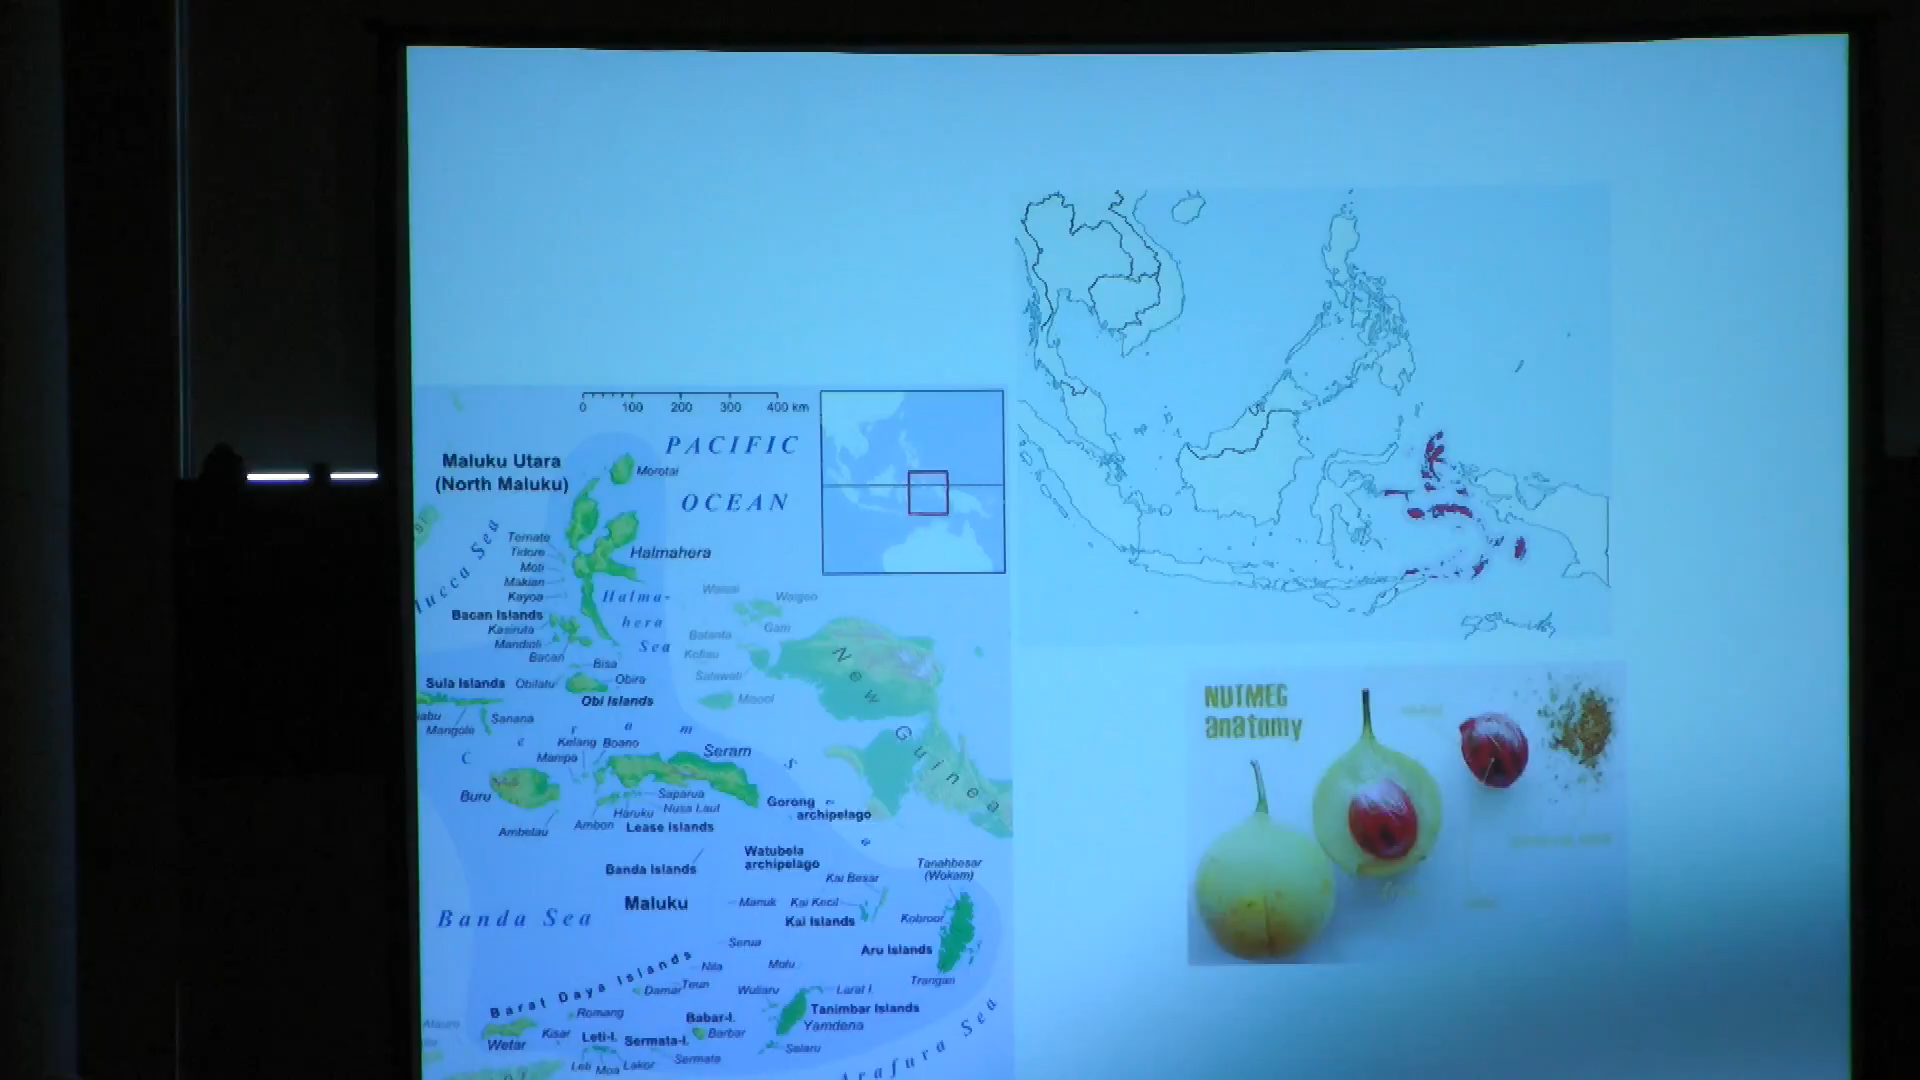 0 100 200 300 400 km
PACIFIC
OCEAN
Maluku Utara
(North Maluku)
Morotai
Ternate
Tidore
Moti
Makian
Kayoa
Halmahera
Halma-
hera
Sea
Bacan Islands
Kasiruta
Mandioli
Bacan
Bisa
Obilatu
Obira
Obi Islands
Sula Islands
Sanana
Mangole
Waigeo
Gam
Batanta
Kofiau
Salawati
Misool
New
Guinea
Kelang Boano
Manipa
Seram
Buru
Saparua
Nusa Laut
Haruku
Ambelau
Ambon
Lease Islands
Gorong
archipelago
Banda Islands
Watubela
archipelago
Tanahbesar
(Wokam)
Kai Besar
Maluku
Manuk
Kai Kecil
Kai Islands
Kobroor
Banda Sea
Aru Islands
Serua
Nila
Molu
Trangan
Barat Daya Islands
Damar
Teun
Wuliaru
Larat I.
Romang
Babar-I.
Tanimbar Islands
Yamdena
Wetar
Kisar
Leti-I.
Sermata-I.
Barbar
Selaru
Leti
Moa
Lakor
Sermata
Arafura Sea
NUTMEG
anatomy